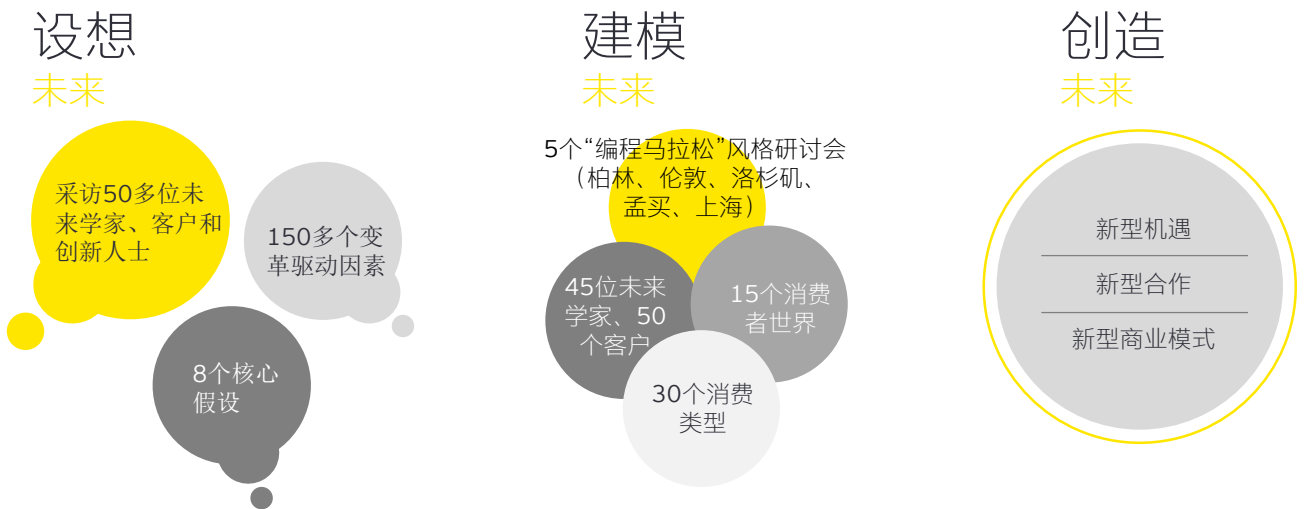 设想
未来
采访50多位未
来学家、客户和
创新人士
150多个变
革驱动因素
8个核心
假设
建模
未来
5个“编程马拉松”风格研讨会
（柏林、伦敦、洛杉矶、
孟买、上海）
45位未来
学家、50
个客户
15个消费
者世界
30个消费
类型
创造
未来
新型机遇
新型合作
新型商业模式